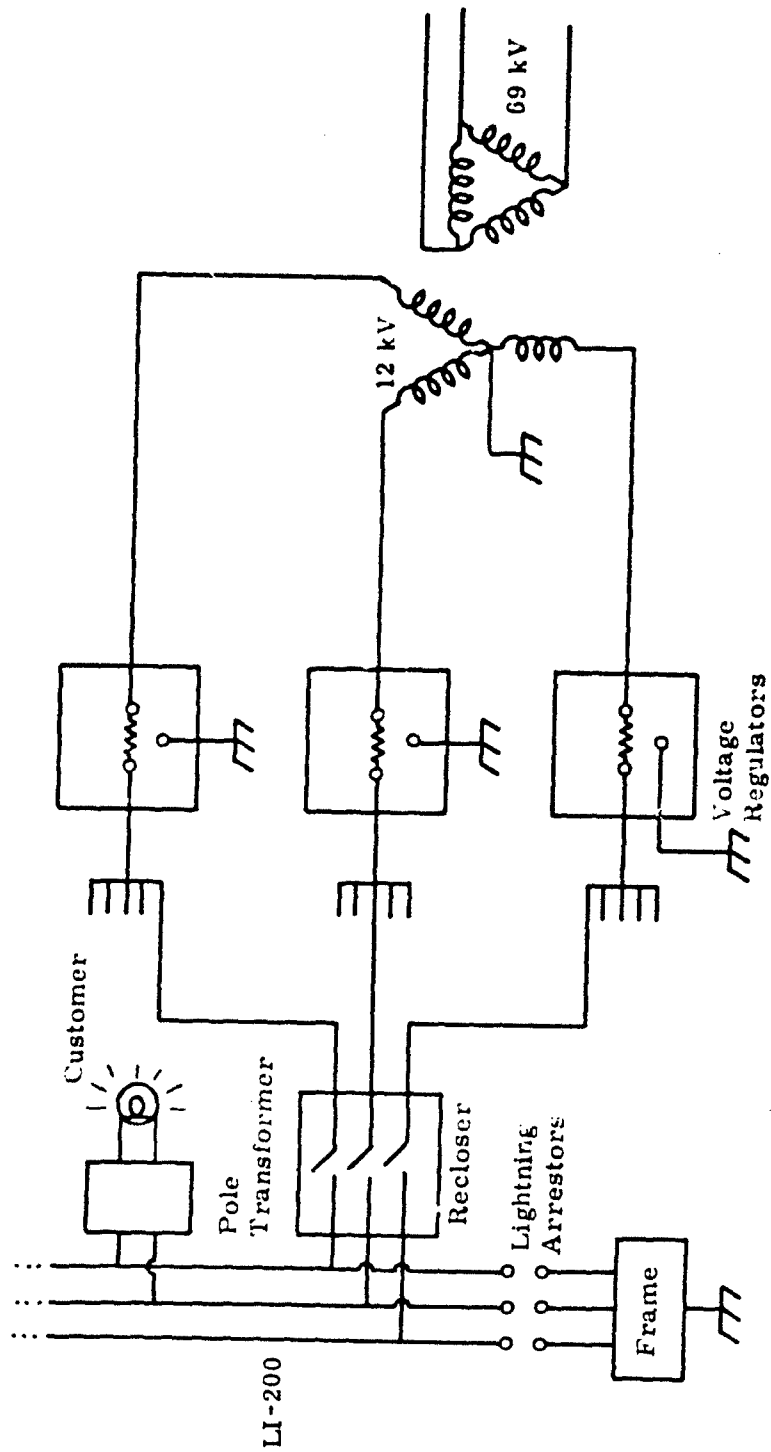 69 kV
12 kV
Voltage
Regulators
Customer
Pole
Transformer
Recloser
Lightning
Arrestors
Frame
LI-200